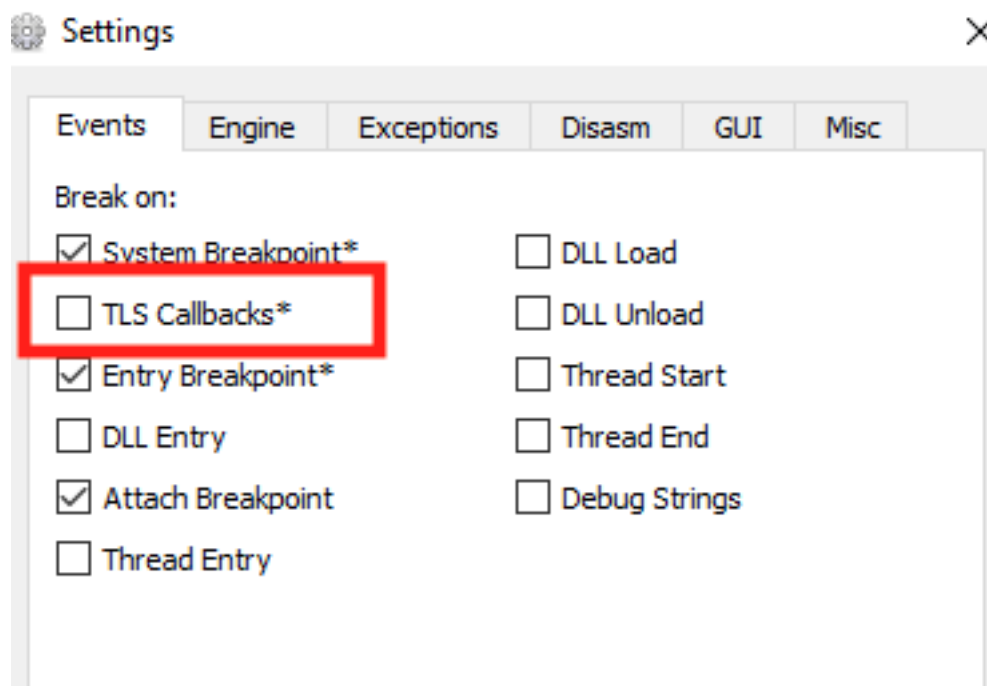 Settings
Events Engine Exceptions Disasm GUI Misc
Break on:
System Breakpoint* DLL Load
TLS Callbacks* DLL Unload
Entry Breakpoint* Thread Start
DLL Entry Thread End
Attach Breakpoint Debug Strings
Thread Entry